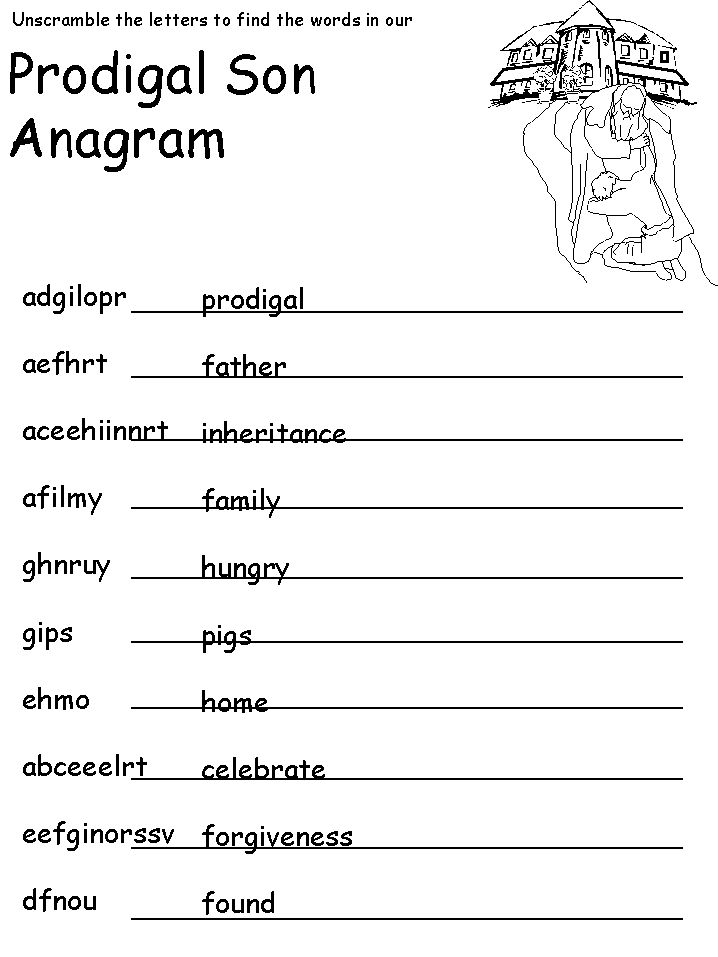 Unscramble the letters to find the words in our
Prodigal Son
Anagram
adgilopr prodigal
aefhrt father
aceehiinnrt inheritance
afilmy family
ghnruy hungry
gips pigs
ehmo home
abceeelrt celebrate
eefginorssv forgiveness
dfnou found